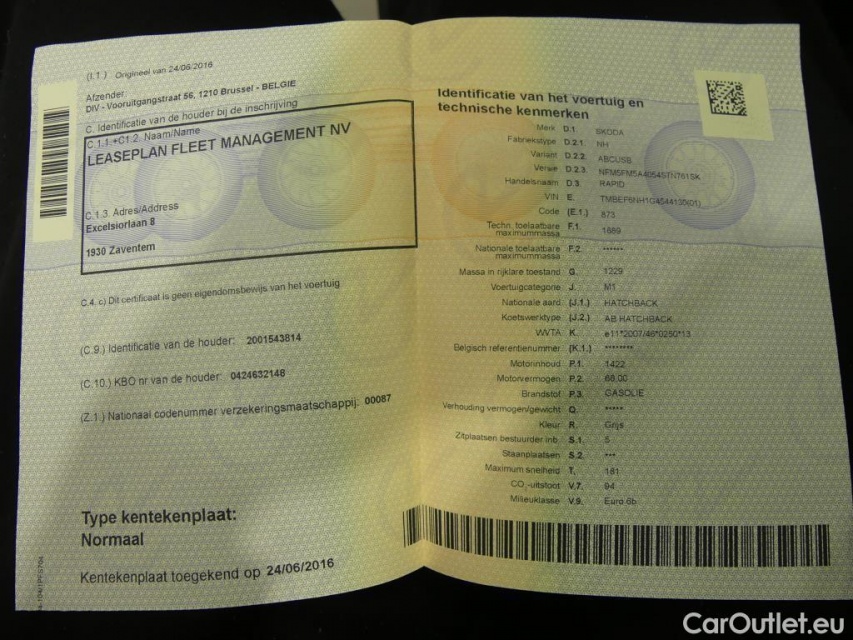 (I.1.) Origineel van 24/06/2016
Afzender:
DIV - Vooruitgangstraat 56, 1210 Brussel - BELGIE
C. Identificatie van de houder bij de inschrijving
C.1.1.+C1.2. Naam/Name
LEASEPLAN FLEET MANAGEMENT NV
C.1.3. Adres/Address
Excelsiorlaan 8
1930 Zaventem
C.4. c) Dit certificaat is geen eigendomsbewijs van het voertuig
(C.9.) Identificatie van de houder: 2001543814
(C.10.) KBO nr van de houder: 0424632148
(Z.1.) Nationaal codenummer verzekeringsmaatschappij: 00087
Type kentekenplaat:
Normaal
Kentekenplaat toegekend op 24/06/2016
Identificatie van het voertuig en
technische kenmerken
Merk D.1. SKODA
Fabriekstype D.2.1. NH
Variant D.2.2. ABCUSB
Versie D.2.3. NFM5FM5A4054STN761SK
Handelsnaam D.3. RAPID
VIN E. TMBEF6NH1G4544135(01)
Code (E.1.) 873
Techn. toelaatbare
maximummassa F.1. 1689
Nationale toelaatbare
maximummassa F.2. ******
Massa in rijklare toestand G. 1229
Voertuigcategorie J. M1
Nationale aard (J.1.) HATCHBACK
Koetswerktype (J.2.) AB HATCHBACK
WVTA K. e11*2007/46*0250*13
Belgisch referentienummer (K.1.) ********
Motorinhoud P.1. 1422
Motorvermogen P.2. 66,00
Brandstof P.3. GASOLIE
Verhouding vermogen/gewicht Q. *****
Kleur R. Grijs
Zitplaatsen bestuurder inb. S.1. 5
Staanplaatsen S.2. ***
Maximum snelheid T. 181
CO₂-uitstoot V.7. 94
Milieuklasse V.9. Euro 6b
CarOutlet.eu